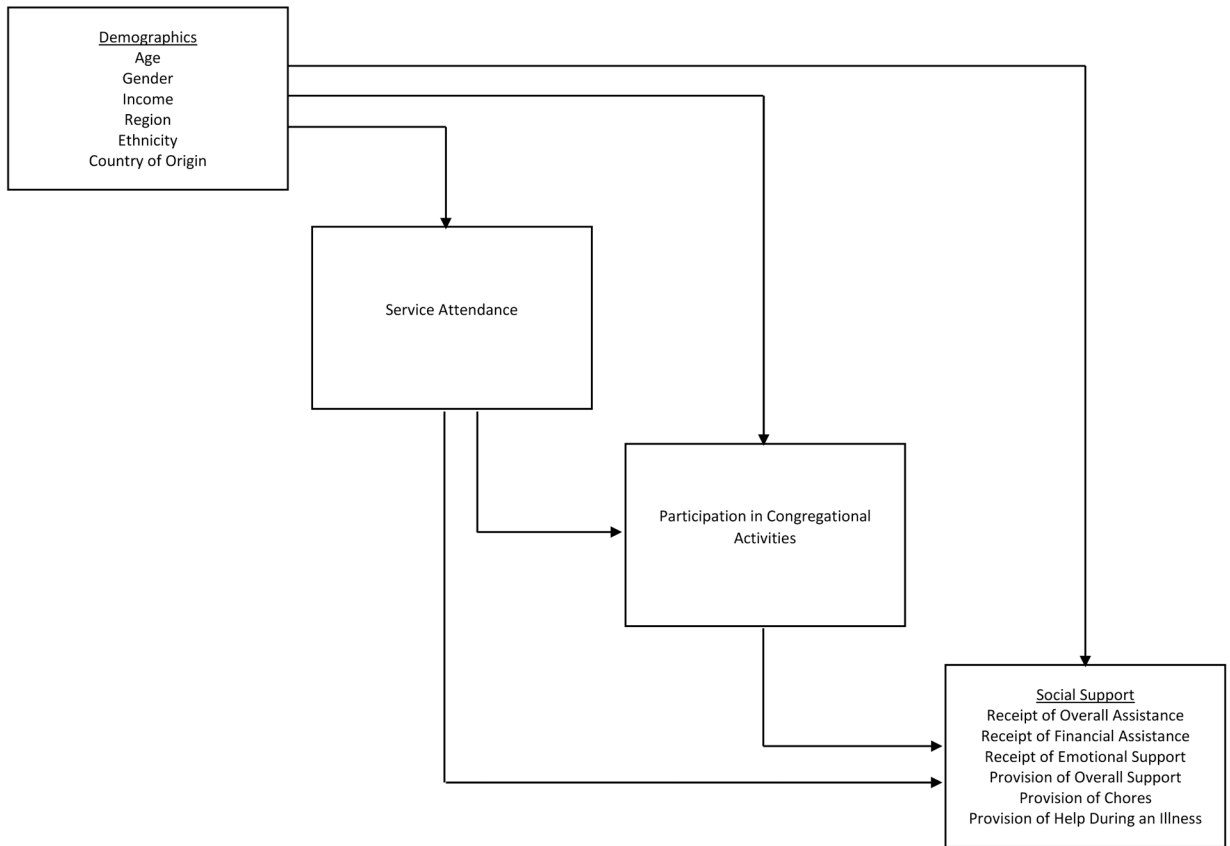 Demographics
Age
Gender
Income
Region
Ethnicity
Country of Origin
Service Attendance
Participation in Congregational
Activities
Social Support
Receipt of Overall Assistance
Receipt of Financial Assistance
Receipt of Emotional Support
Provision of Overall Support
Provision of Chores
Provision of Help During an Illness